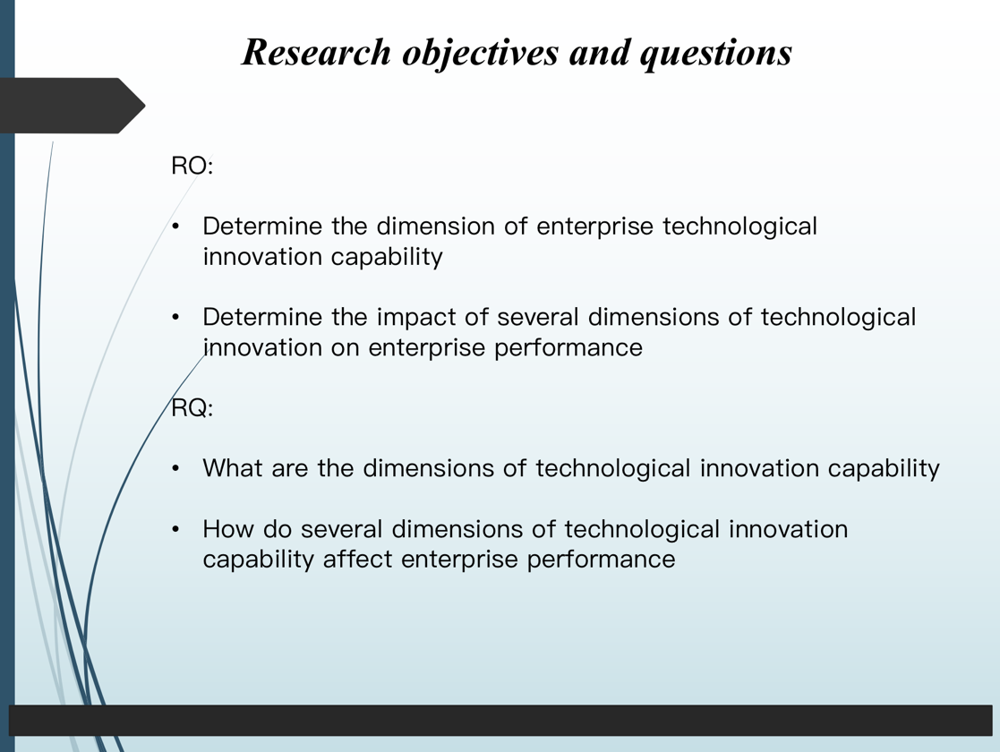 Research objectives and questions
RO:
• Determine the dimension of enterprise technological
innovation capability
• Determine the impact of several dimensions of technological
innovation on enterprise performance
RQ:
• What are the dimensions of technological innovation capability
• How do several dimensions of technological innovation
capability affect enterprise performance